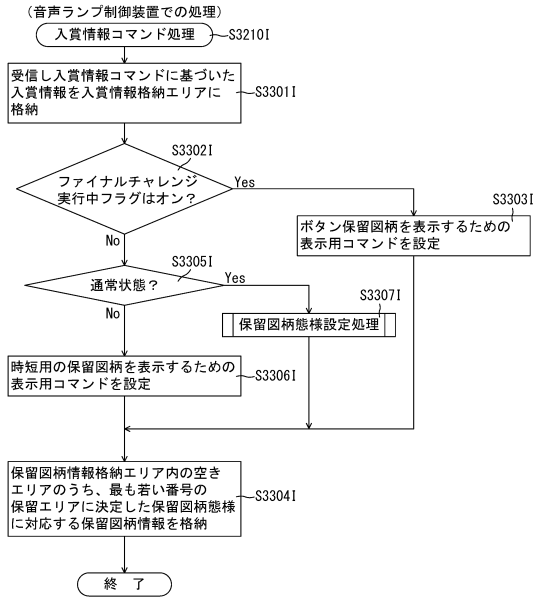 (音声ランプ制御装置での処理)
入賞情報コマンド処理
S3210I
受信し入賞情報コマンドに基づいた
入賞情報を入賞情報格納エリアに
格納
S3301I
S3302I
ファイナルチャレンジ
実行中フラグはオン?
Yes
No
S3303I
ボタン保留図柄を表示するための
表示用コマンドを設定
S3305I
通常状態?
Yes
No
S3307I
保留図柄態様設定処理
時短用の保留図柄を表示するための
表示用コマンドを設定
S3306I
保留図柄情報格納エリア内の空き
エリアのうち、最も若い番号の
保留エリアに決定した保留図柄態様
に対応する保留図柄情報を格納
S3304I
終 了